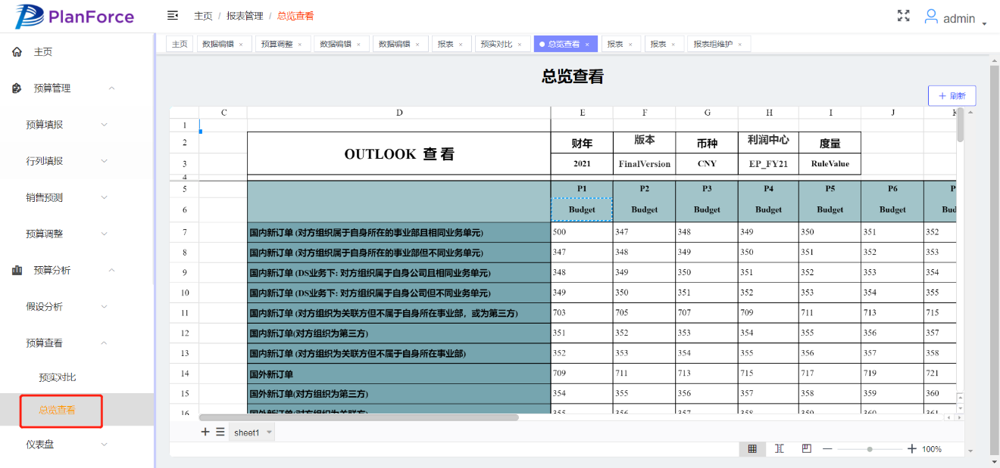 PlanForce
主页 / 报表管理 / 总览查看
admin
主页
预算管理
预算填报
行列填报
销售预测
预算调整
预算分析
假设分析
预算查看
预实对比
总览查看
仪表盘
主页 数据编辑 × 预算调整 × 数据编辑 × 数据编辑 × 报表 × 预实对比 × 总览查看 × 报表 × 报表 × 报表组维护 ×
总览查看
+ 刷新
C D E F G H I J K
1
2 OUTLOOK 查看 财年 版本 币种 利润中心 度量
3 2021 FinalVersion CNY EP_FY21 RuleValue
4
5 P1 P2 P3 P4 P5 P6
6 Budget Budget Budget Budget Budget Budget
7 国内新订单 (对方组织属于自身所在的事业部且相同业务单元) 500 347 348 349 350 351 352
8 国内新订单 (对方组织属于自身所在的事业部但不同业务单元) 347 348 349 350 351 352 353
9 国内新订单 (DS业务下: 对方组织属于自身公司且相同业务单元) 348 349 350 351 352 353 354
10 国内新订单 (DS业务下: 对方组织属于自身公司但不同业务单元) 349 350 351 352 353 354 355
11 国内新订单 (对方组织为关联方但不属于自身所在事业部，或为第三方) 703 705 707 709 711 713 715
12 国内新订单(对方组织为第三方) 351 352 353 354 355 356 357
13 国内新订单 (对方组织为关联方但不属于自身所在事业部) 352 353 354 355 356 357 358
14 国外新订单 709 711 713 715 717 719 721
15 国外新订单(对方组织为第三方) 354 355 356 357 358 359 360
16 国外新订单(对方组织为关联方) 355 356 357 358 359 360 361
sheet1
100%